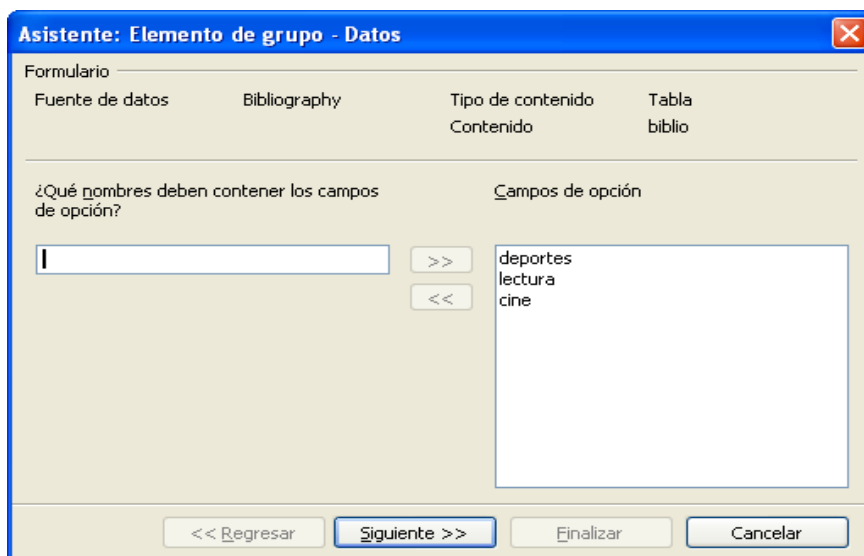 Asistente: Elemento de grupo - Datos
Formulario
Fuente de datos Bibliography Tipo de contenido Tabla
Contenido biblio
¿Qué nombres deben contener los campos
de opción?
Campos de opción
>>
<<
deportes
lectura
cine
<< Regresar Siguiente >> Finalizar Cancelar